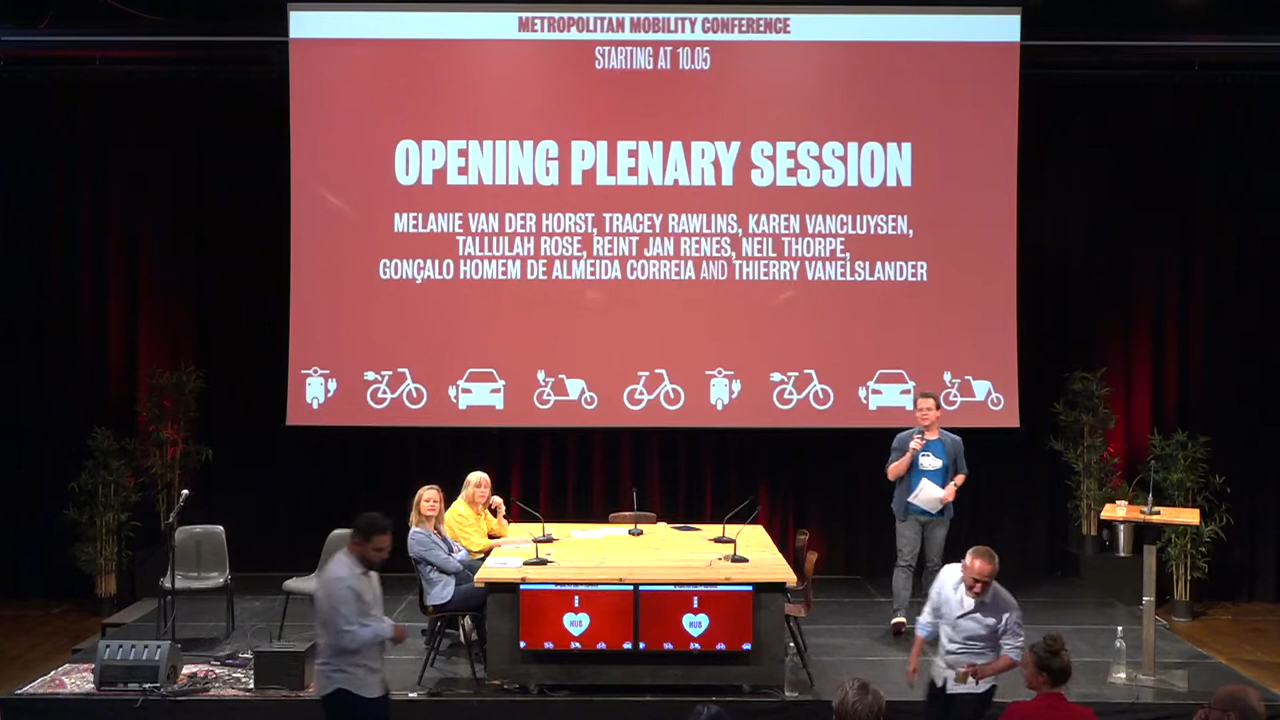 METROPOLITAN MOBILITY CONFERENCE
STARTING AT 10.05
OPENING PLENARY SESSION
MELANIE VAN DER HORST, TRACEY RAWLINS, KAREN VANCLUYSEN,
TALLULAH ROSE, REINT JAN RENES, NEIL THORPE,
GONÇALO HOMEM DE ALMEIDA CORREIA AND THIERRY VANELSLANDER
HUB
HUB